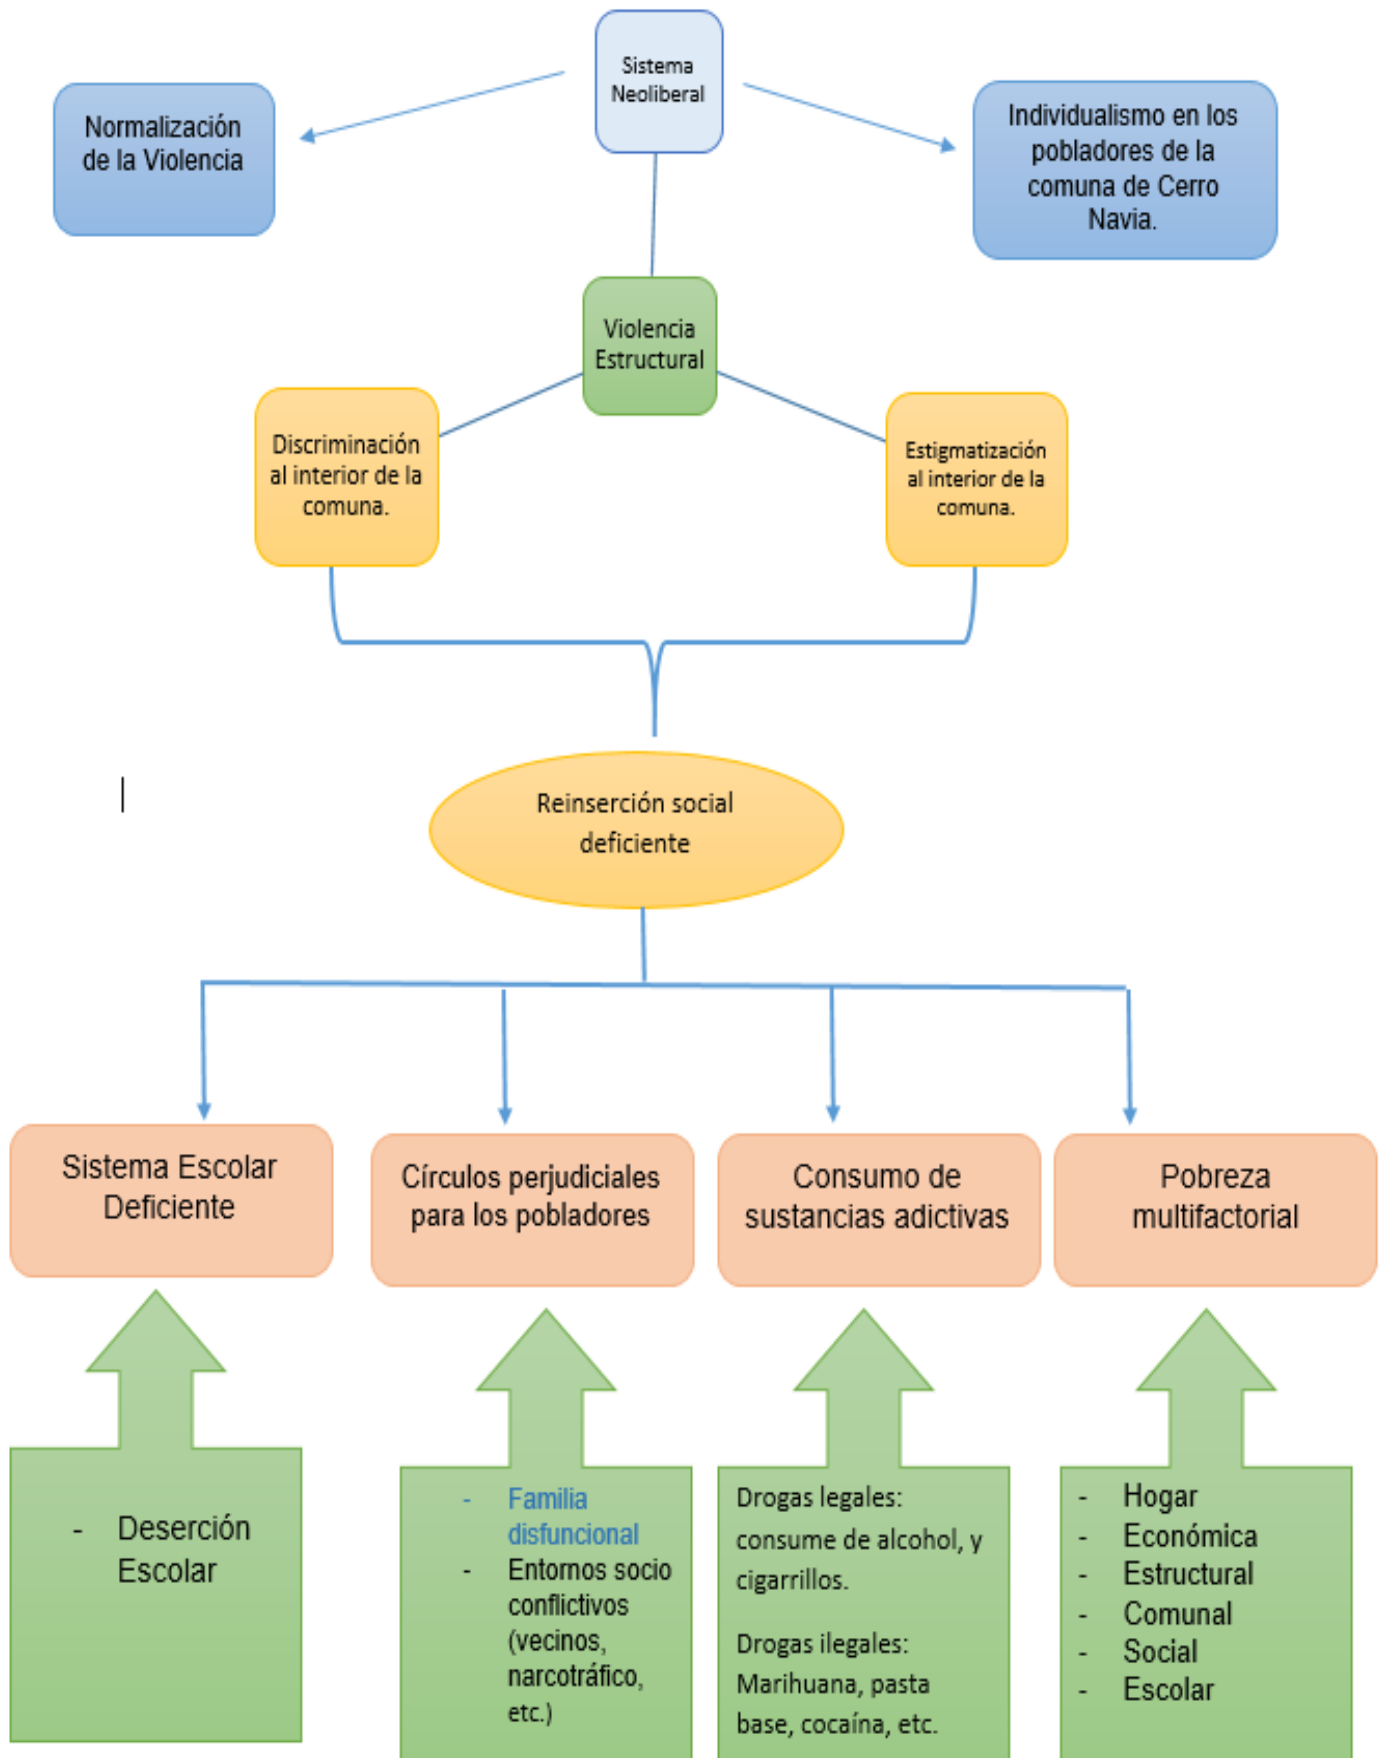 Sistema
Neoliberal
Normalización
de la Violencia
Individualismo en los
pobladores de la
comuna de Cerro
Navia.
Violencia
Estructural
Discriminación
al interior de la
comuna.
Estigmatización
al interior de la
comuna.
Reinserción social
deficiente
Sistema Escolar
Deficiente
Círculos perjudiciales
para los pobladores
Consumo de
sustancias adictivas
Pobreza
multifactorial
- Deserción
Escolar
- Familia
disfuncional
- Entornos socio
conflictivos
(vecinos,
narcotráfico,
etc.)
Drogas legales:
consume de alcohol, y
cigarrillos.
Drogas ilegales:
Marihuana, pasta
base, cocaína, etc.
- Hogar
- Económica
- Estructural
- Comunal
- Social
- Escolar